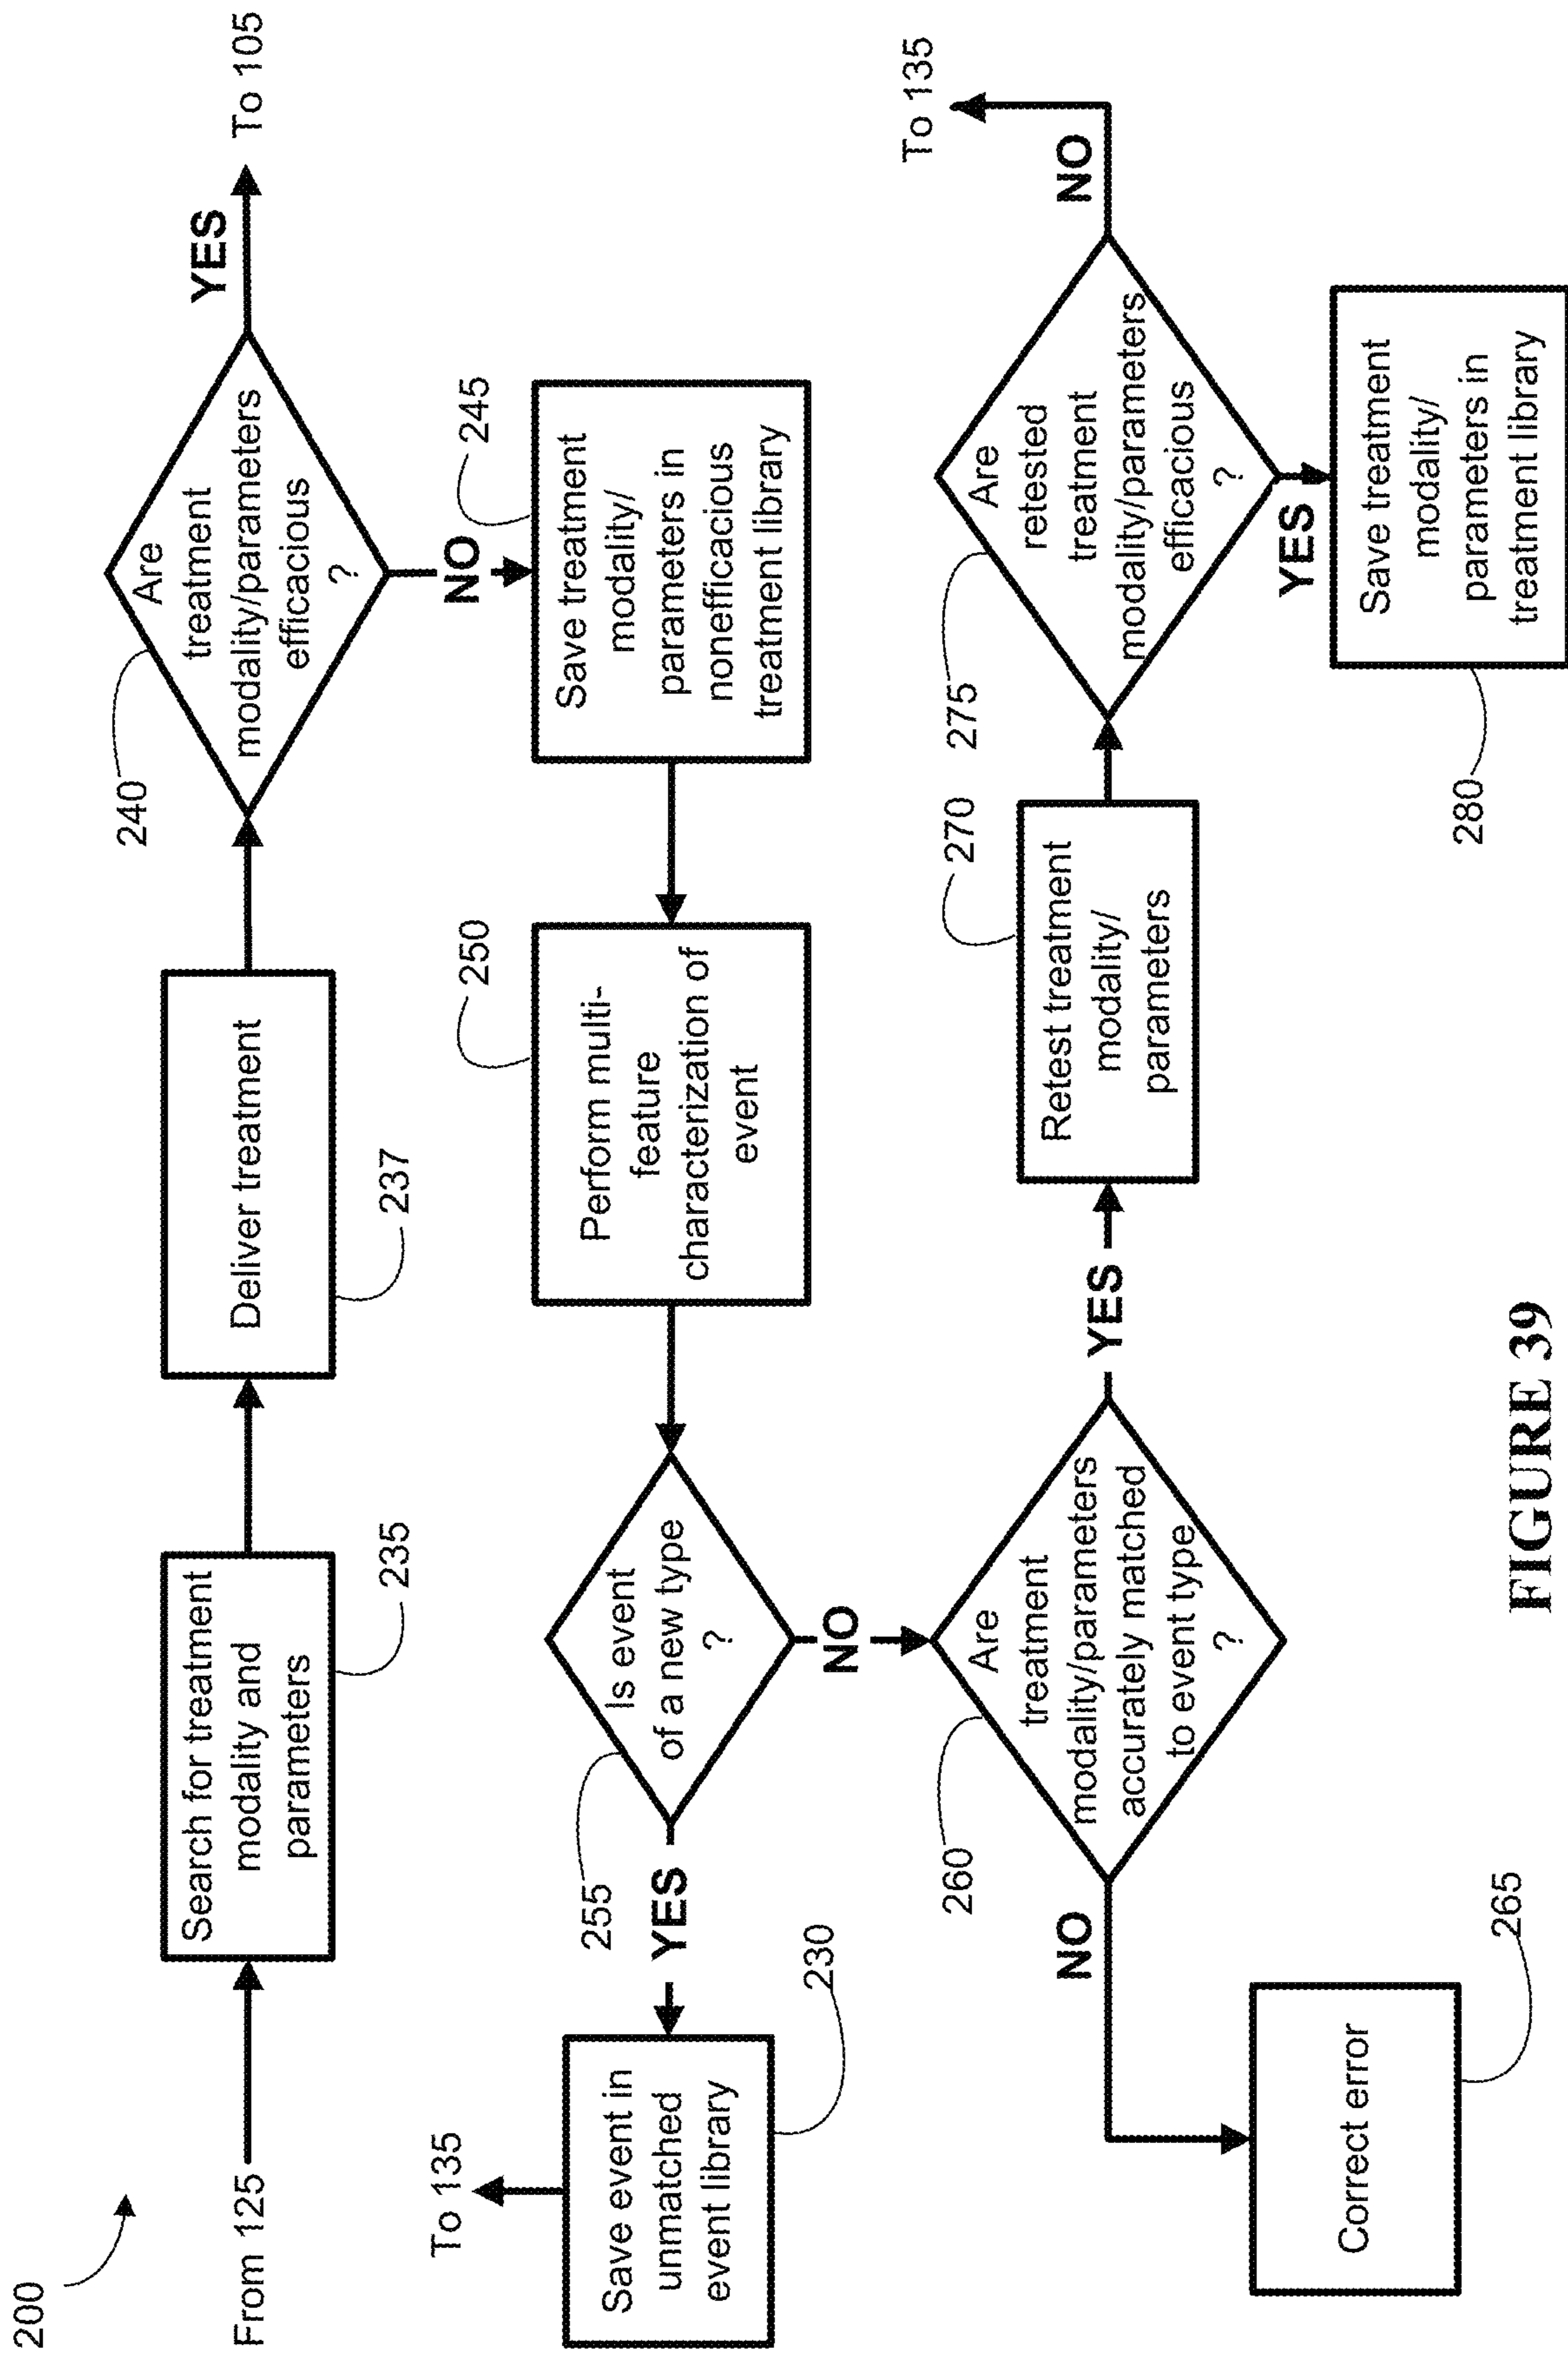 200
From 125
Search for treatment
modality and
parameters
235
Deliver treatment
237
Are
treatment
modality/parameters
efficacious
?
240
YES
To 105
NO
Save treatment
modality/
parameters in
nonefficacious
treatment library
245
Perform multi-
feature
characterization of
event
250
Is event
of a new type
?
255
YES
Save event in
unmatched
event library
230
To 135
NO
Are
treatment
modality/parameters
accurately matched
to event type
?
260
NO
Correct error
265
YES
Retest treatment
modality/
parameters
270
Are
retested
treatment
modality/parameters
efficacious
?
275
NO
To 135
YES
Save treatment
modality/
parameters in
treatment library
280
FIGURE 39